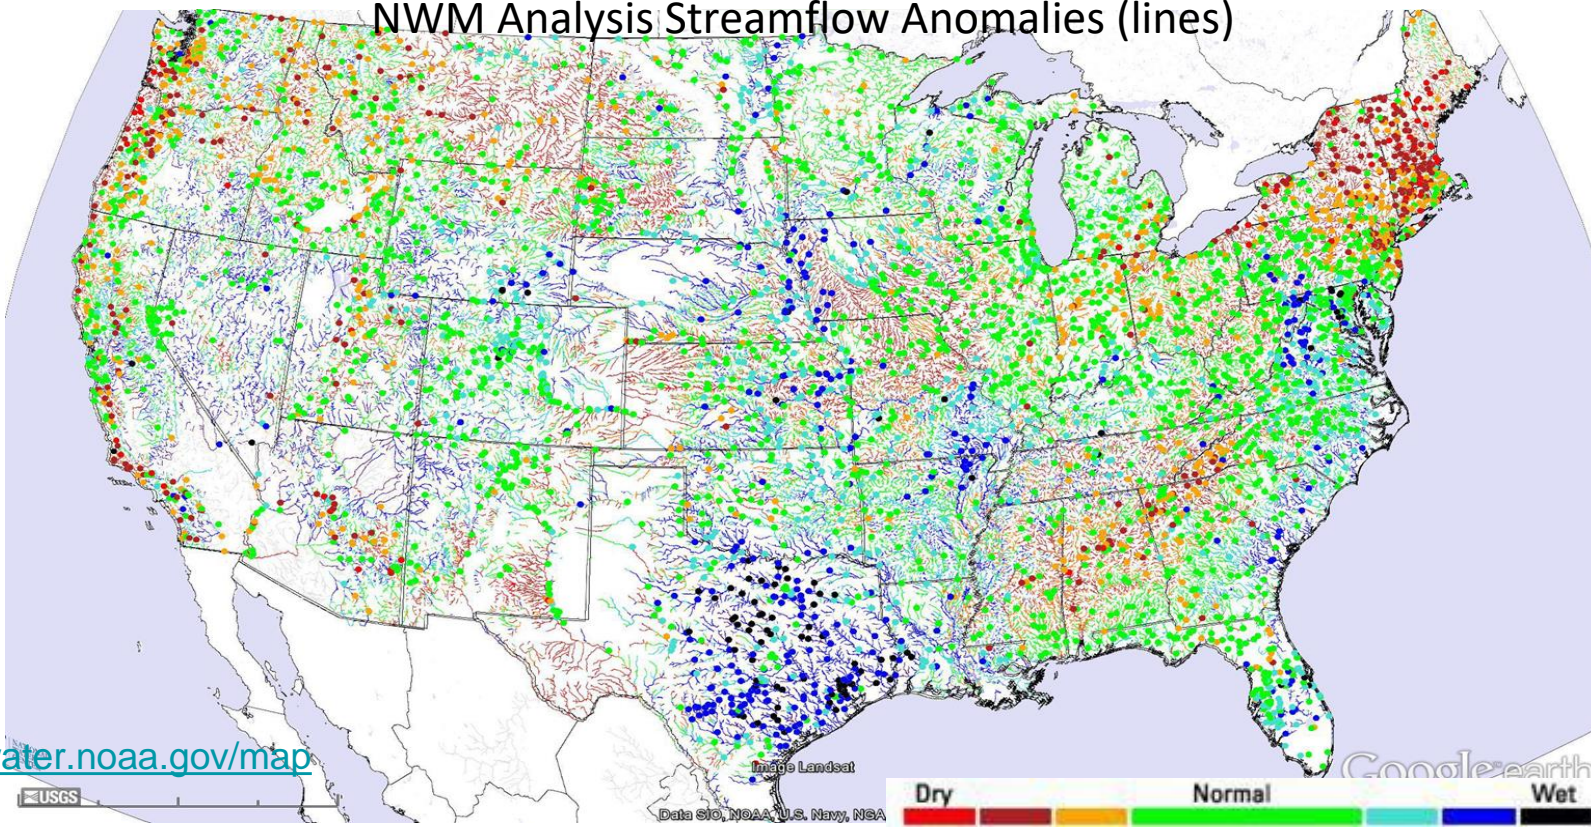 NWM Analysis Streamflow Anomalies (lines)
ater.noaa.gov/map
USGS
Image Landsat
Data SIO, NOAA, U.S. Navy, NGA
Google earth
Dry Normal Wet